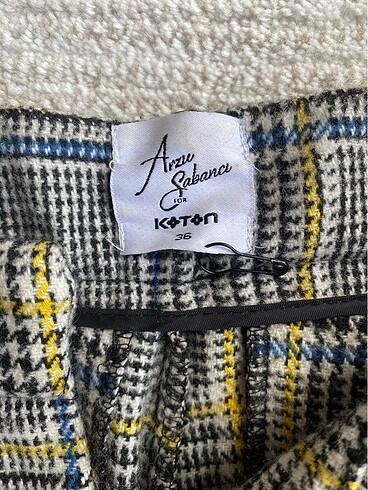 Arzu
Sabancı
FOR
KOTON
36